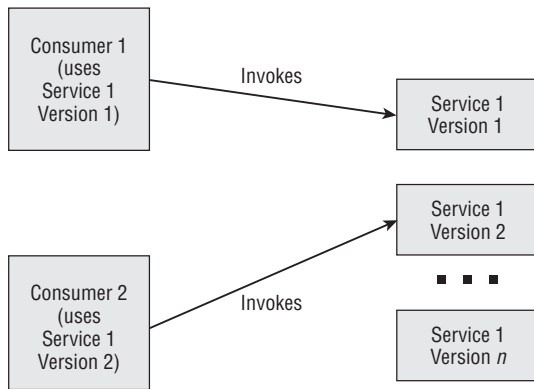 Consumer 1
(uses
Service 1
Version 1)
Invokes
Service 1
Version 1
Service 1
Version 2
Consumer 2
(uses
Service 1
Version 2)
Invokes
Service 1
Version n